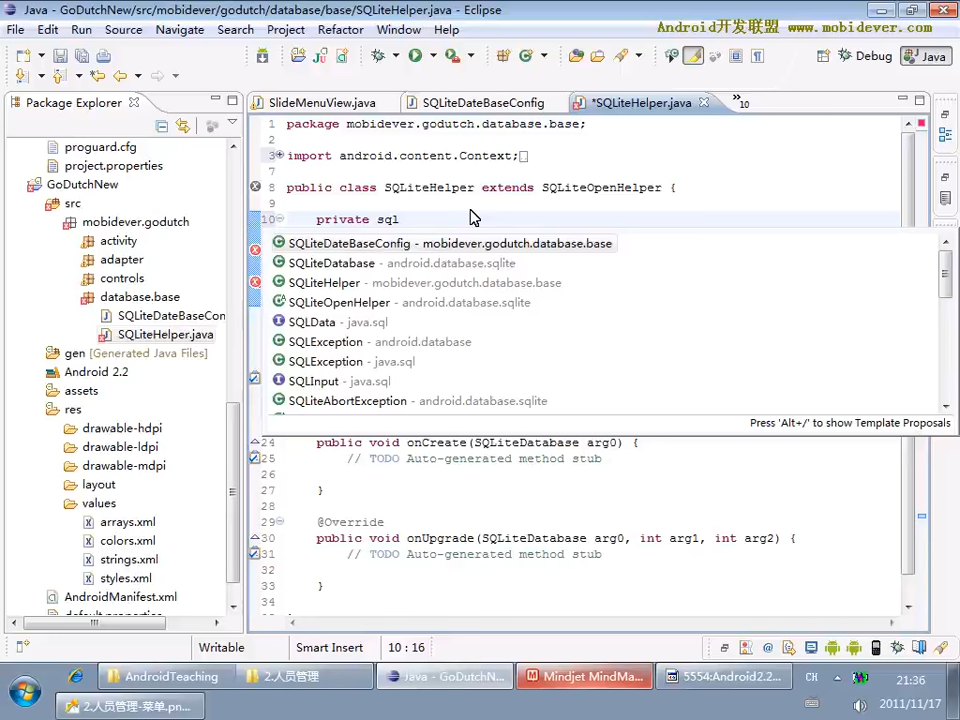 Java - GoDutchNew/src/mobidever/godutch/database/base/SQLiteHelper.java - Eclipse
File Edit Run Source Navigate Search Project Refactor Window Help
Android开发联盟 www.mobidever.com
Debug Java
Package Explorer
SlideMenuView.java SQLiteDateBaseConfig *SQLiteHelper.java »10
proguard.cfg
project.properties
GoDutchNew
src
mobidever.godutch
activity
adapter
controls
database.base
SQLiteDateBaseCon
SQLiteHelper.java
gen [Generated Java Files]
Android 2.2
assets
res
drawable-hdpi
drawable-ldpi
drawable-mdpi
layout
values
arrays.xml
colors.xml
strings.xml
styles.xml
AndroidManifest.xml
default.properties
1 package mobidever.godutch.database.base;
2
3 import android.content.Context;
7
8 public class SQLiteHelper extends SQLiteOpenHelper {
9
10 private sql
SQLiteDateBaseConfig - mobidever.godutch.database.base
SQLiteDatabase - android.database.sqlite
SQLiteHelper - mobidever.godutch.database.base
SQLiteOpenHelper - android.database.sqlite
SQLData - java.sql
SQLException - android.database
SQLException - java.sql
SQLInput - java.sql
SQLiteAbortException - android.database.sqlite
Press 'Alt+/' to show Template Proposals
24 public void onCreate(SQLiteDatabase arg0) {
25 // TODO Auto-generated method stub
26
27 }
28
29 @Override
30 public void onUpgrade(SQLiteDatabase arg0, int arg1, int arg2) {
31 // TODO Auto-generated method stub
32
33 }
34
Writable Smart Insert 10 : 16
AndroidTeaching 2.人员管理 Java - GoDutchN... Mindjet MindMa... 5554:Android2.2... CH 21:36
2.人员管理-菜单.pn... 2011/11/17